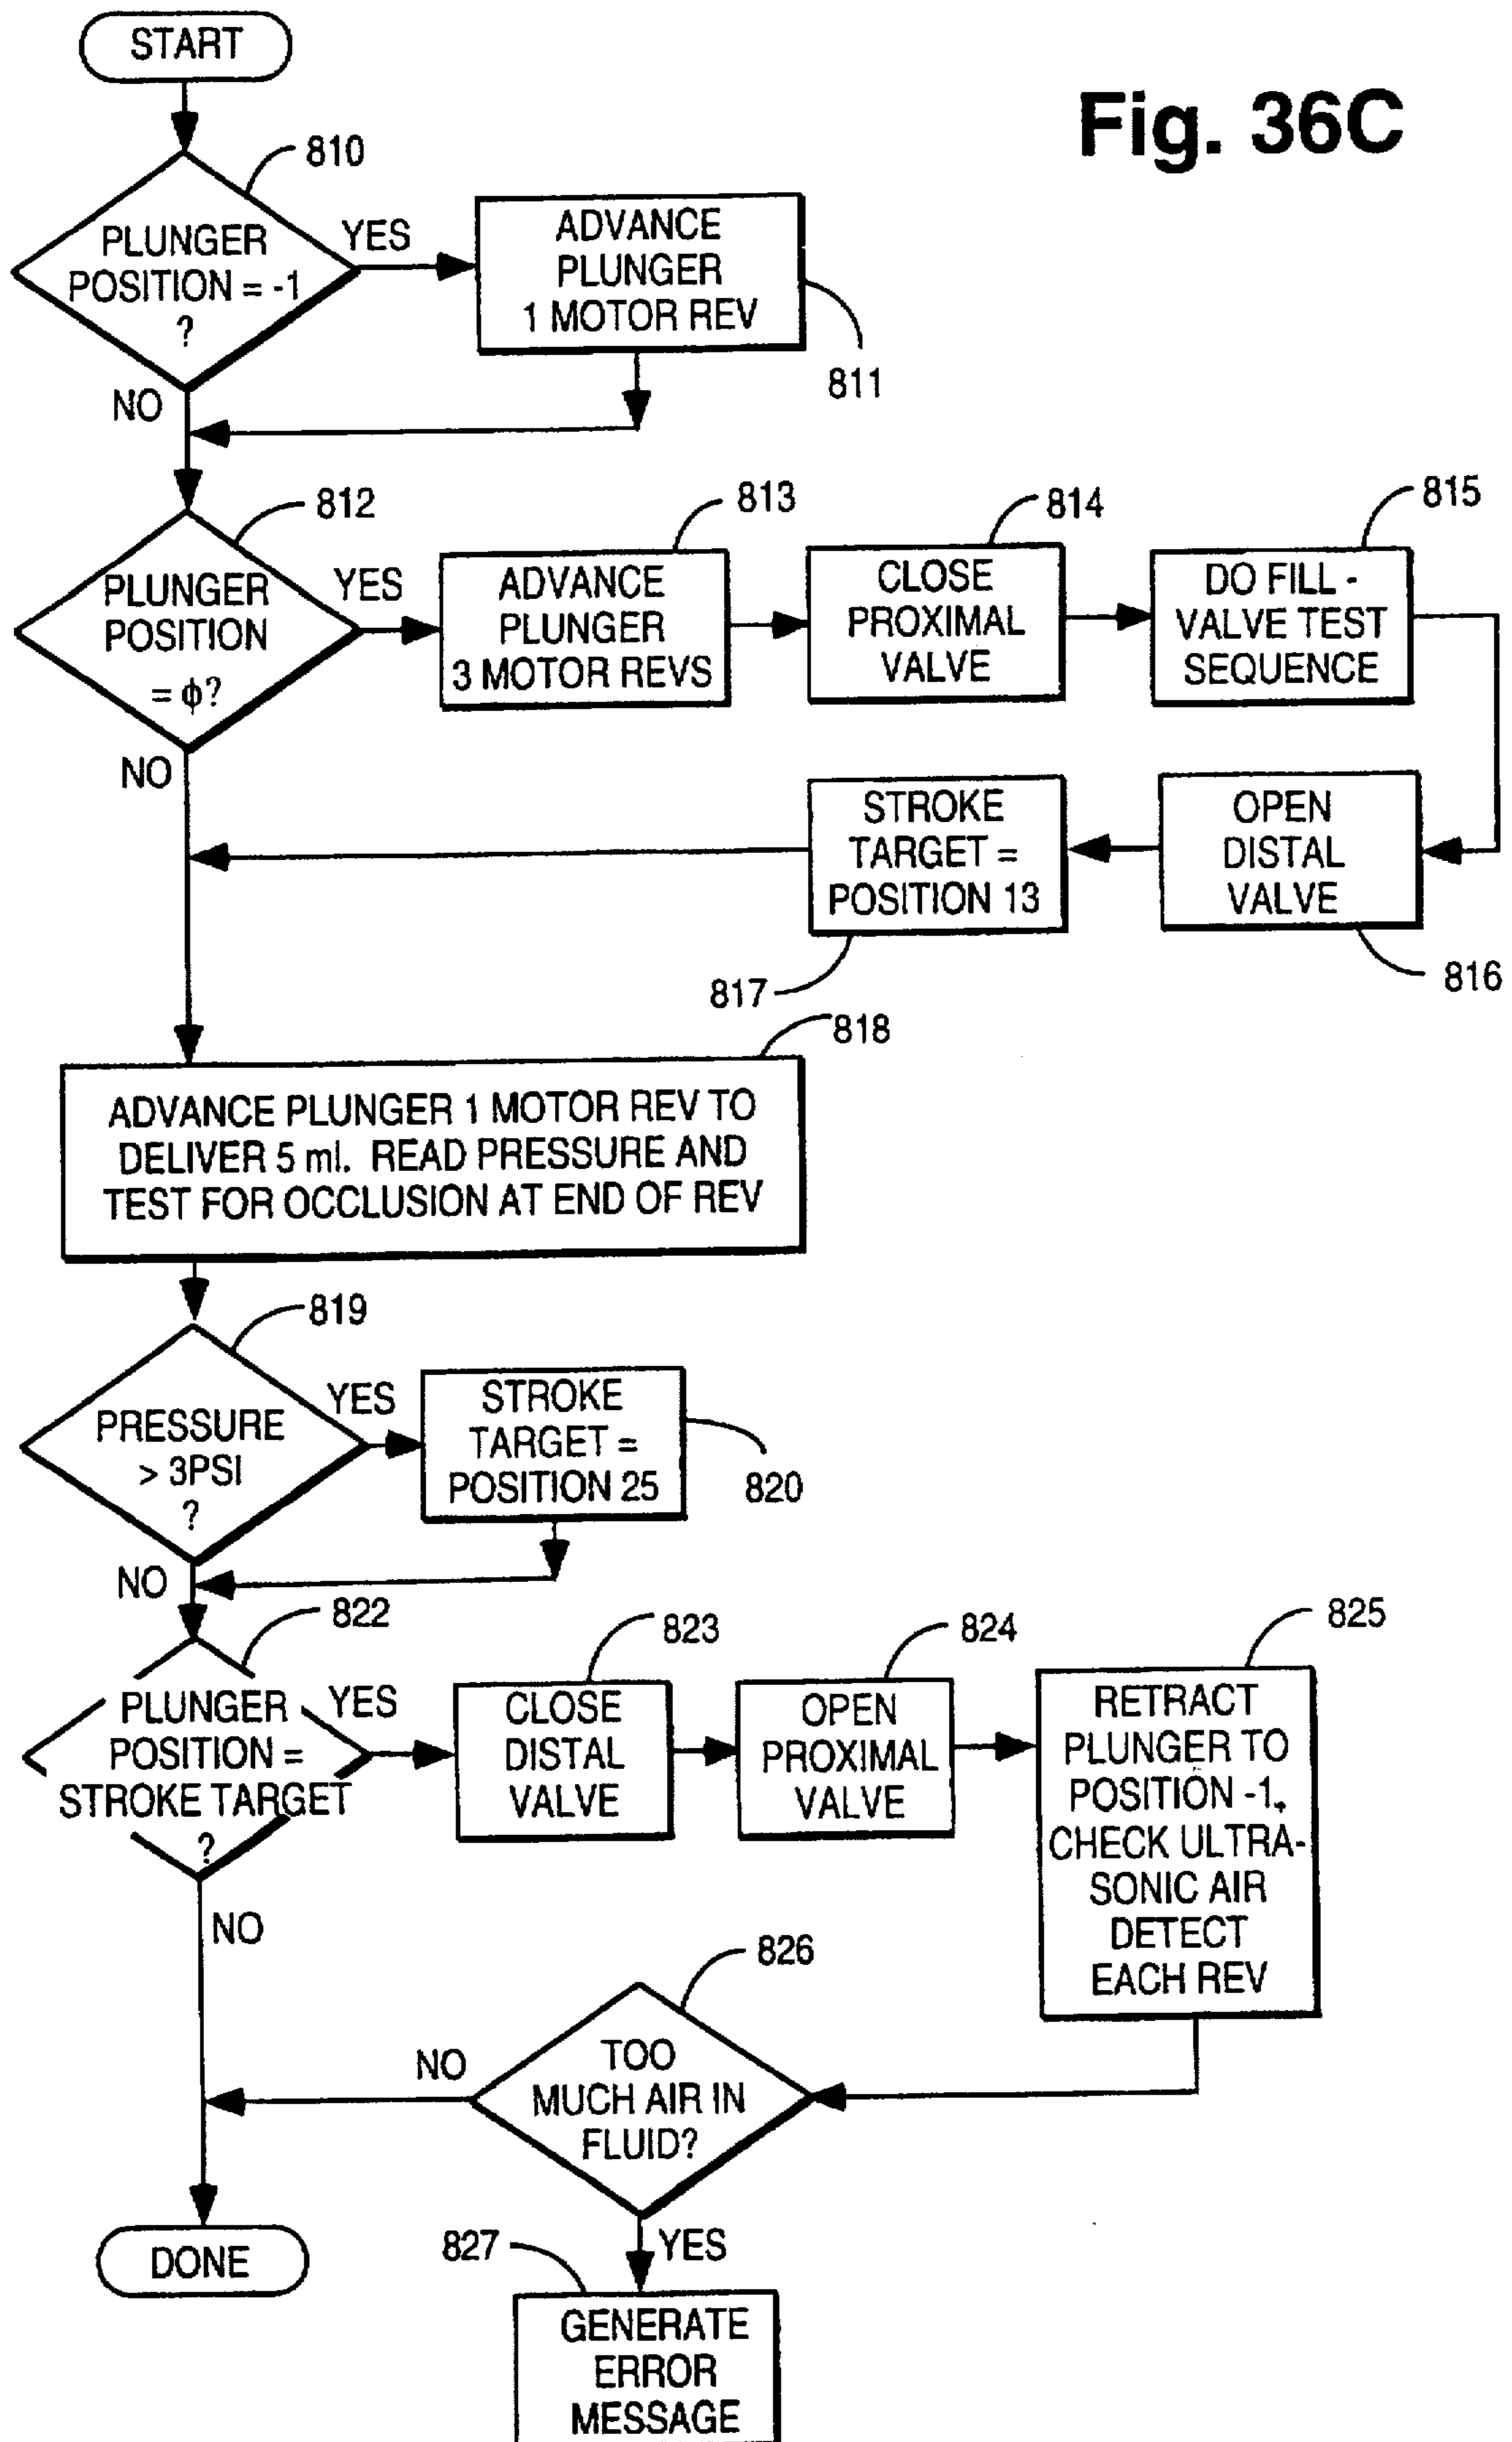 START
Fig. 36C
810
PLUNGER
POSITION = -1
?
YES
ADVANCE
PLUNGER
1 MOTOR REV
811
NO
812
PLUNGER
POSITION
= ϕ?
YES
813
ADVANCE
PLUNGER
3 MOTOR REVS
814
CLOSE
PROXIMAL
VALVE
815
DO FILL -
VALVE TEST
SEQUENCE
NO
STROKE
TARGET =
POSITION 13
817
OPEN
DISTAL
VALVE
816
818
ADVANCE PLUNGER 1 MOTOR REV TO
DELIVER 5 ml. READ PRESSURE AND
TEST FOR OCCLUSION AT END OF REV
819
PRESSURE
> 3PSI
?
YES
STROKE
TARGET =
POSITION 25
820
NO
822
PLUNGER
POSITION =
STROKE TARGET
?
YES
823
CLOSE
DISTAL
VALVE
824
OPEN
PROXIMAL
VALVE
825
RETRACT
PLUNGER TO
POSITION -1,
CHECK ULTRA-
SONIC AIR
DETECT
EACH REV
NO
826
TOO
MUCH AIR IN
FLUID?
NO
DONE
YES
827
GENERATE
ERROR
MESSAGE